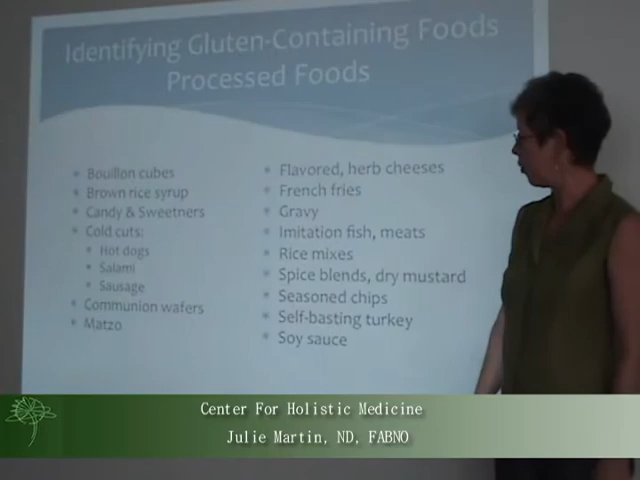 Identifying Gluten-Containing Foods
Processed Foods
Bouillon cubes
Brown rice syrup
Candy & Sweetners
Cold cuts:
Hot dogs
Salami
Sausage
Communion wafers
Matzo
Flavored, herb cheeses
French fries
Gravy
Imitation fish, meats
Rice mixes
Spice blends, dry mustard
Seasoned chips
Self-basting turkey
Soy sauce
Center For Holistic Medicine
Julie Martin, ND, FABNO